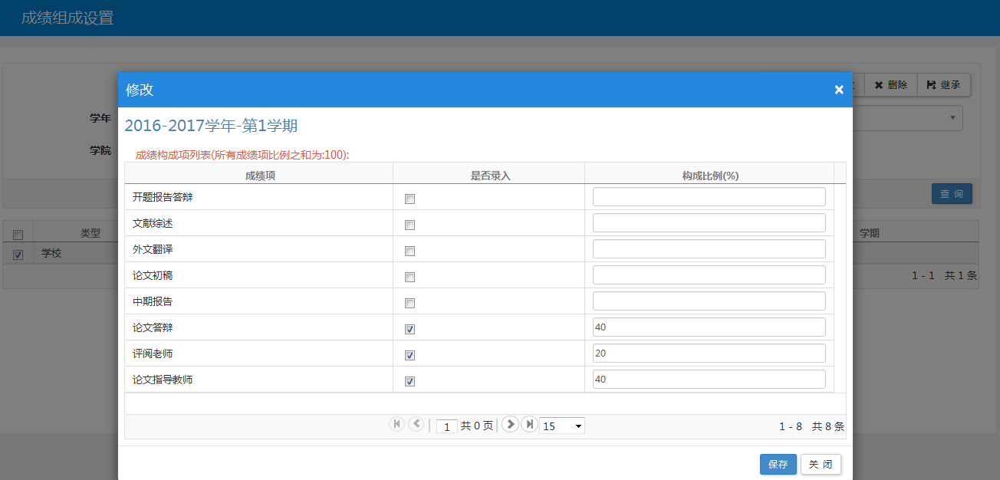 成绩组成设置
修改
×
删除
继承
学年
2016-2017学年-第1学期
学院
成绩构成项列表(所有成绩项比例之和为:100):
成绩项 是否录入 构成比例(%)
开题报告答辩
查 询
文献综述
类型
学期
外文翻译
学校
论文初稿
1 - 1 共 1 条
中期报告
论文答辩 40
评阅老师 20
论文指导教师 40
1 共 0 页 15 1 - 8 共 8 条
保存 关 闭